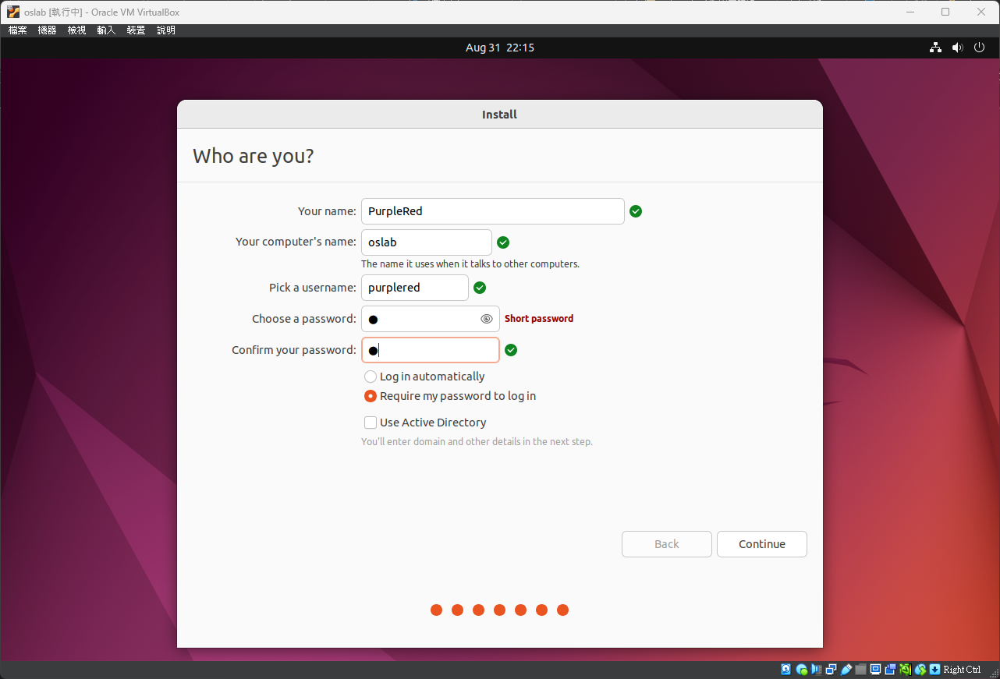 oslab [執行中] - Oracle VM VirtualBox
檔案 機器 檢視 輸入 裝置 說明
Aug 31 22:15
Install
Who are you?
Your name: PurpleRed
Your computer's name: oslab
The name it uses when it talks to other computers.
Pick a username: purplered
Choose a password: ● Short password
Confirm your password: ●
Log in automatically
Require my password to log in
Use Active Directory
You'll enter domain and other details in the next step.
Back Continue
Right Ctrl